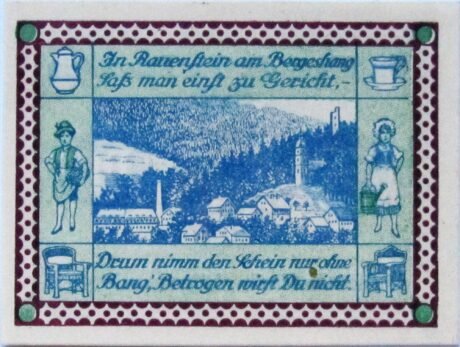 In Rauenstein am Bergeshang
Saß man einst zu Gericht, -
Drum nimm den Schein nur ohne
Bang', Betrogen wirst Du nicht.